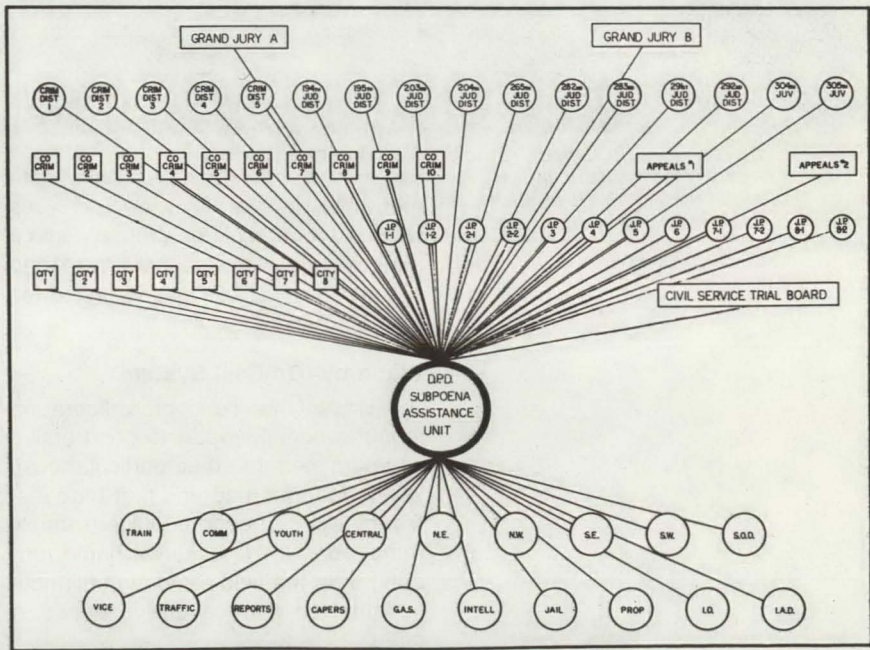 GRAND JURY A
GRAND JURY B
CRIM
DIST
1
CRIM
DIST
2
CRIM
DIST
3
CRIM
DIST
4
CRIM
DIST
5
194TH
JUD
DIST
195TH
JUD
DIST
203RD
JUD
DIST
204TH
JUD
DIST
265TH
JUD
DIST
282ND
JUD
DIST
283RD
JUD
DIST
291ST
JUD
DIST
292ND
JUD
DIST
304TH
JUV
305TH
JUV
CO
CRIM
1
CO
CRIM
2
CO
CRIM
3
CO
CRIM
4
CO
CRIM
5
CO
CRIM
6
CO
CRIM
7
CO
CRIM
8
CO
CRIM
9
CO
CRIM
10
APPEALS #1
APPEALS #2
J.P.
1-1
J.P.
1-2
J.P.
2-1
J.P.
2-2
J.P.
3
J.P.
4
J.P.
5
J.P.
6
J.P.
7-1
J.P.
7-2
J.P.
8-1
J.P.
8-2
CITY
1
CITY
2
CITY
3
CITY
4
CITY
5
CITY
6
CITY
7
CITY
8
CIVIL SERVICE TRIAL BOARD
D.P.D.
SUBPOENA
ASSISTANCE
UNIT
TRAIN
COMM
YOUTH
CENTRAL
N.E.
N.W.
S.E.
S.W.
S.O.D.
VICE
TRAFFIC
REPORTS
CAPERS
G.A.S.
INTELL
JAIL
PROP
I.D.
I.A.D.